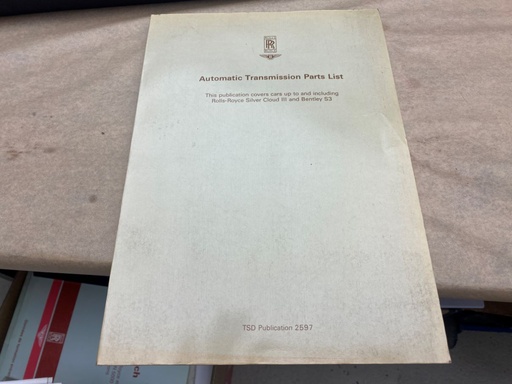 RR
Automatic Transmission Parts List
This publication covers cars up to and including
Rolls-Royce Silver Cloud III and Bentley S3
TSD Publication 2597